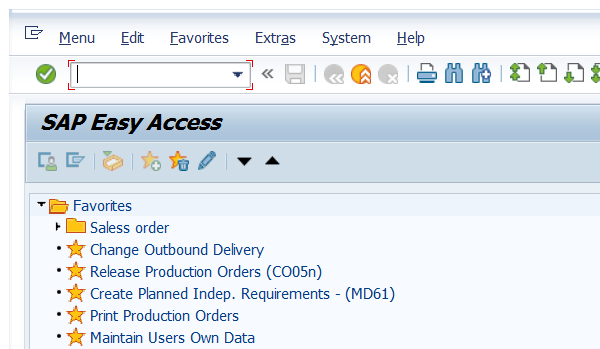 Menu Edit Favorites Extras System Help
SAP Easy Access
Favorites
Saless order
Change Outbound Delivery
Release Production Orders (CO05n)
Create Planned Indep. Requirements - (MD61)
Print Production Orders
Maintain Users Own Data